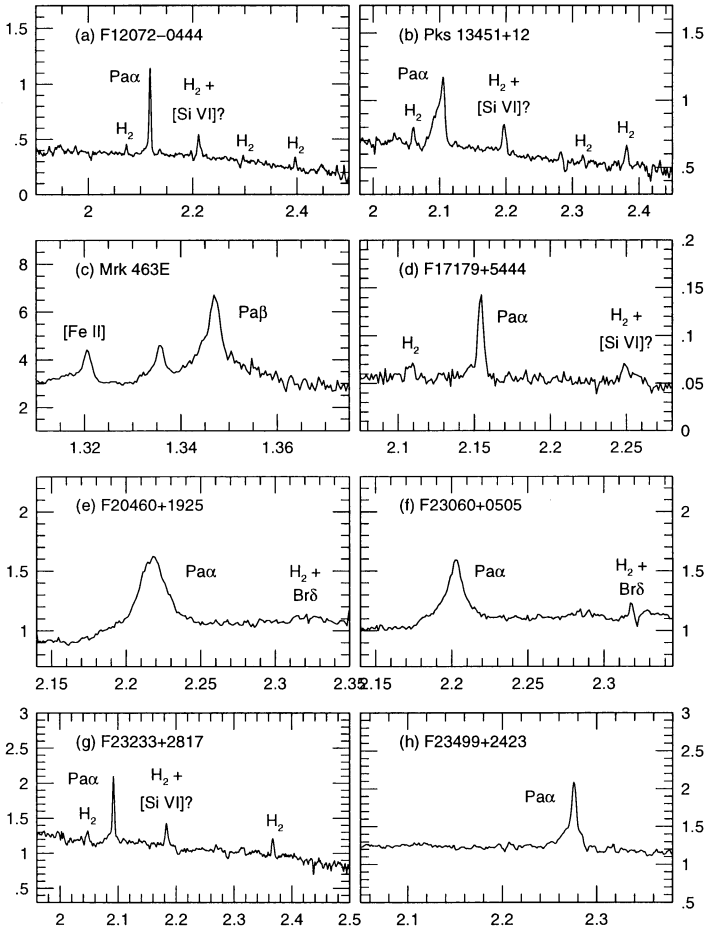 (a) F12072−0444
1.5
1
.5
0
Paα
H₂ +
[Si VI]?
H₂
H₂
H₂
2 2.2 2.4
(b) Pks 13451+12
1.5
1
.5
Paα
H₂ +
[Si VI]?
H₂
H₂
H₂
2 2.1 2.2 2.3 2.4
(c) Mrk 463E
8
6
4
2
[Fe II]
Paβ
1.32 1.34 1.36
(d) F17179+5444
.2
.15
.1
.05
0
Paα
H₂
H₂ +
[Si VI]?
2.1 2.15 2.2 2.25
(e) F20460+1925
2
1.5
1
Paα
H₂ +
Brδ
2.15 2.2 2.25 2.3 2.35
(f) F23060+0505
2
1.5
1
Paα
H₂ +
Brδ
2.15 2.2 2.25 2.3
(g) F23233+2817
3
2.5
2
1.5
1
.5
Paα
H₂
H₂ +
[Si VI]?
H₂
2 2.1 2.2 2.3 2.4 2.5
(h) F23499+2423
3
2.5
2
1.5
1
.5
Paα
2.1 2.2 2.3